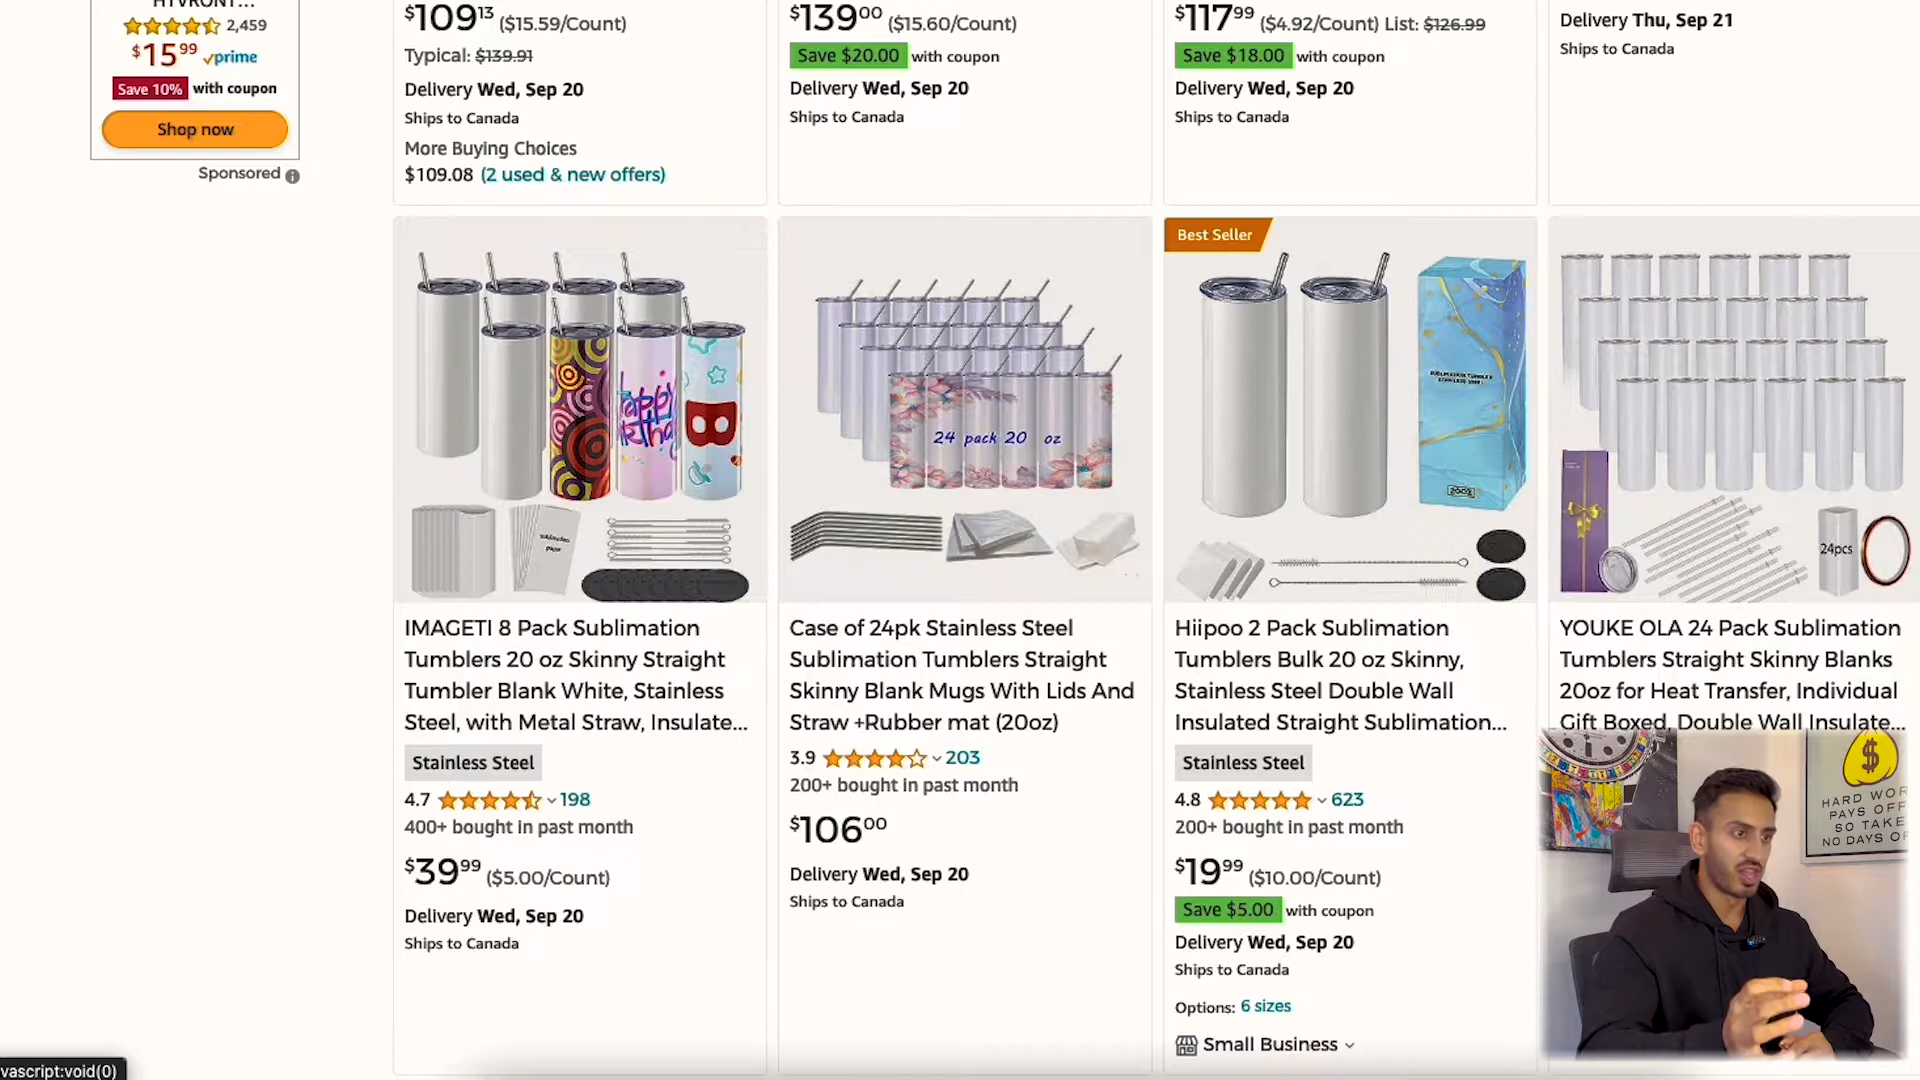 HTVRONT...
2,459
$15.99 prime
Save 10% with coupon
Shop now
Sponsored
$109.13 ($15.59/Count)
Typical: $139.91
Delivery Wed, Sep 20
Ships to Canada
More Buying Choices
$109.08 (2 used & new offers)
$139.00 ($15.60/Count)
Save $20.00 with coupon
Delivery Wed, Sep 20
Ships to Canada
$117.99 ($4.92/Count) List: $126.99
Save $18.00 with coupon
Delivery Wed, Sep 20
Ships to Canada
Delivery Thu, Sep 21
Ships to Canada
sublimation
paper
IMAGETI 8 Pack Sublimation
Tumblers 20 oz Skinny Straight
Tumbler Blank White, Stainless
Steel, with Metal Straw, Insulate...
Stainless Steel
4.7 198
400+ bought in past month
$39.99 ($5.00/Count)
Delivery Wed, Sep 20
Ships to Canada
24 pack 20 oz
Case of 24pk Stainless Steel
Sublimation Tumblers Straight
Skinny Blank Mugs With Lids And
Straw +Rubber mat (20oz)
3.9 203
200+ bought in past month
$106.00
Delivery Wed, Sep 20
Ships to Canada
Best Seller
20OZ
Hiipoo 2 Pack Sublimation
Tumblers Bulk 20 oz Skinny,
Stainless Steel Double Wall
Insulated Straight Sublimation...
Stainless Steel
4.8 623
200+ bought in past month
$19.99 ($10.00/Count)
Save $5.00 with coupon
Delivery Wed, Sep 20
Ships to Canada
Options: 6 sizes
Small Business
24pcs
YOUKE OLA 24 Pack Sublimation
Tumblers Straight Skinny Blanks
20oz for Heat Transfer, Individual
Gift Boxed, Double Wall Insulate...
$
HARD WOR
PAYS OFF
SO TAKE
NO DAYS O
vascript:void(0)